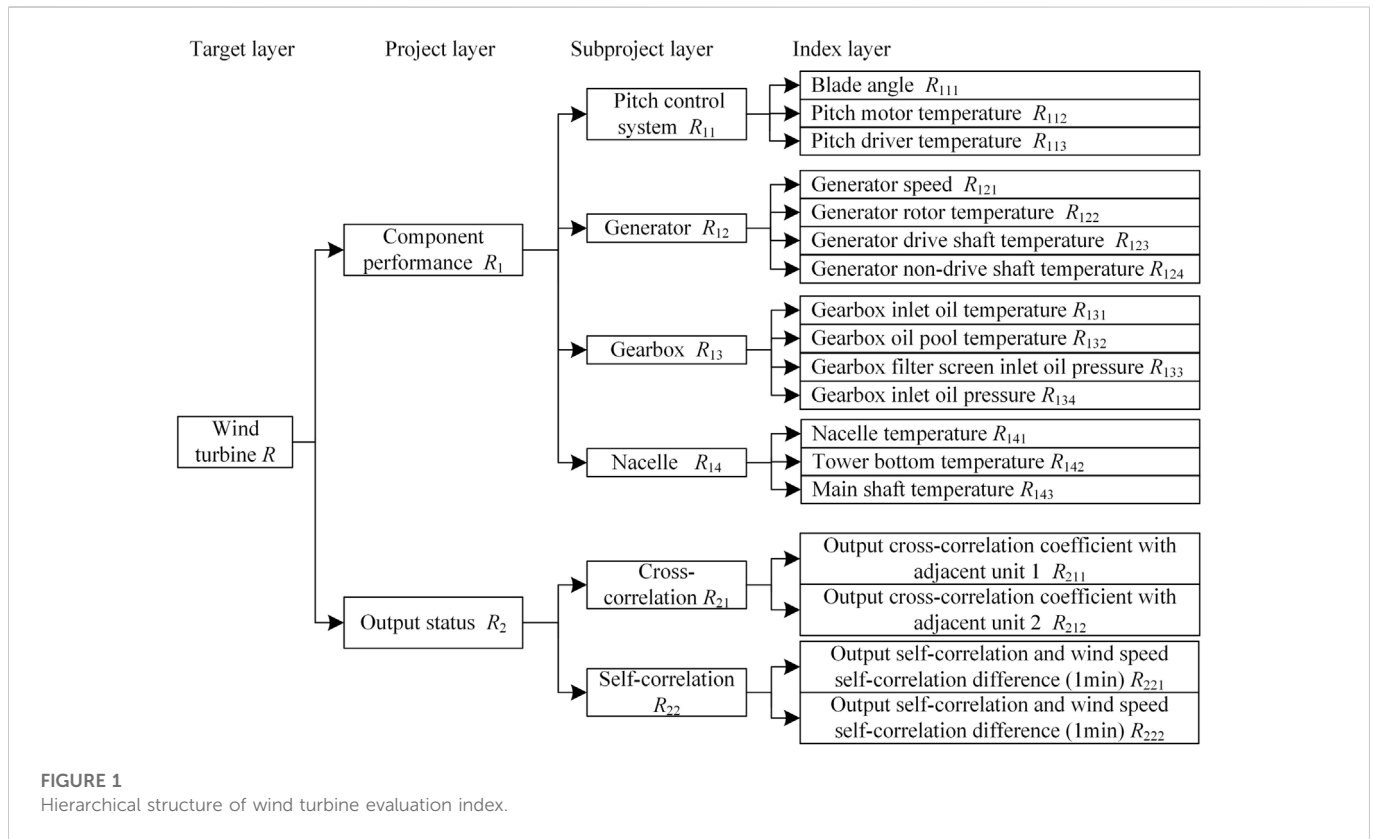 Target layer
Project layer
Subproject layer
Index layer
Wind
turbine R
Component
performance R1
Pitch control
system R11
Blade angle R111
Pitch motor temperature R112
Pitch driver temperature R113
Generator R12
Generator speed R121
Generator rotor temperature R122
Generator drive shaft temperature R123
Generator non-drive shaft temperature R124
Gearbox R13
Gearbox inlet oil temperature R131
Gearbox oil pool temperature R132
Gearbox filter screen inlet oil pressure R133
Gearbox inlet oil pressure R134
Nacelle R14
Nacelle temperature R141
Tower bottom temperature R142
Main shaft temperature R143
Output status R2
Cross-
correlation R21
Output cross-correlation coefficient with
adjacent unit 1 R211
Output cross-correlation coefficient with
adjacent unit 2 R212
Self-correlation
R22
Output self-correlation and wind speed
self-correlation difference (1min) R221
Output self-correlation and wind speed
self-correlation difference (1min) R222
FIGURE 1
Hierarchical structure of wind turbine evaluation index.